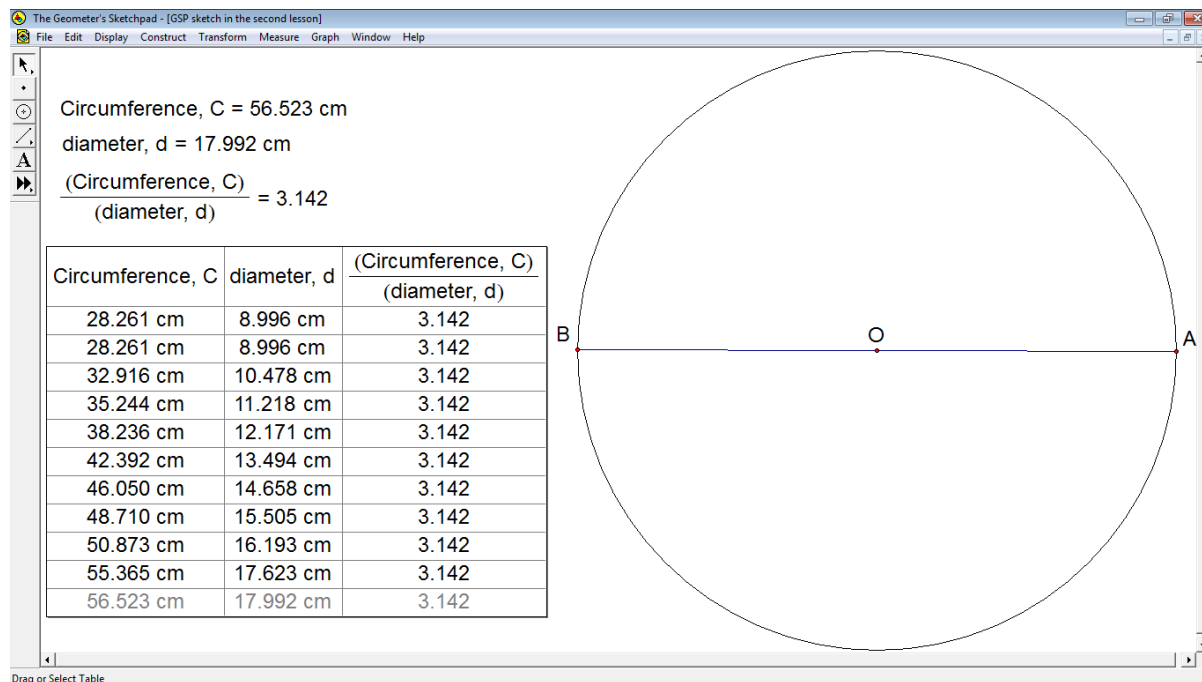 The Geometer's Sketchpad - [GSP sketch in the second lesson]
File Edit Display Construct Transform Measure Graph Window Help
A
Circumference, C = 56.523 cm
diameter, d = 17.992 cm
(Circumference, C)
(diameter, d)
= 3.142
Circumference, C diameter, d (Circumference, C)
(diameter, d)
28.261 cm 8.996 cm 3.142
28.261 cm 8.996 cm 3.142
32.916 cm 10.478 cm 3.142
35.244 cm 11.218 cm 3.142
38.236 cm 12.171 cm 3.142
42.392 cm 13.494 cm 3.142
46.050 cm 14.658 cm 3.142
48.710 cm 15.505 cm 3.142
50.873 cm 16.193 cm 3.142
55.365 cm 17.623 cm 3.142
56.523 cm 17.992 cm 3.142
B O A
Drag or Select Table